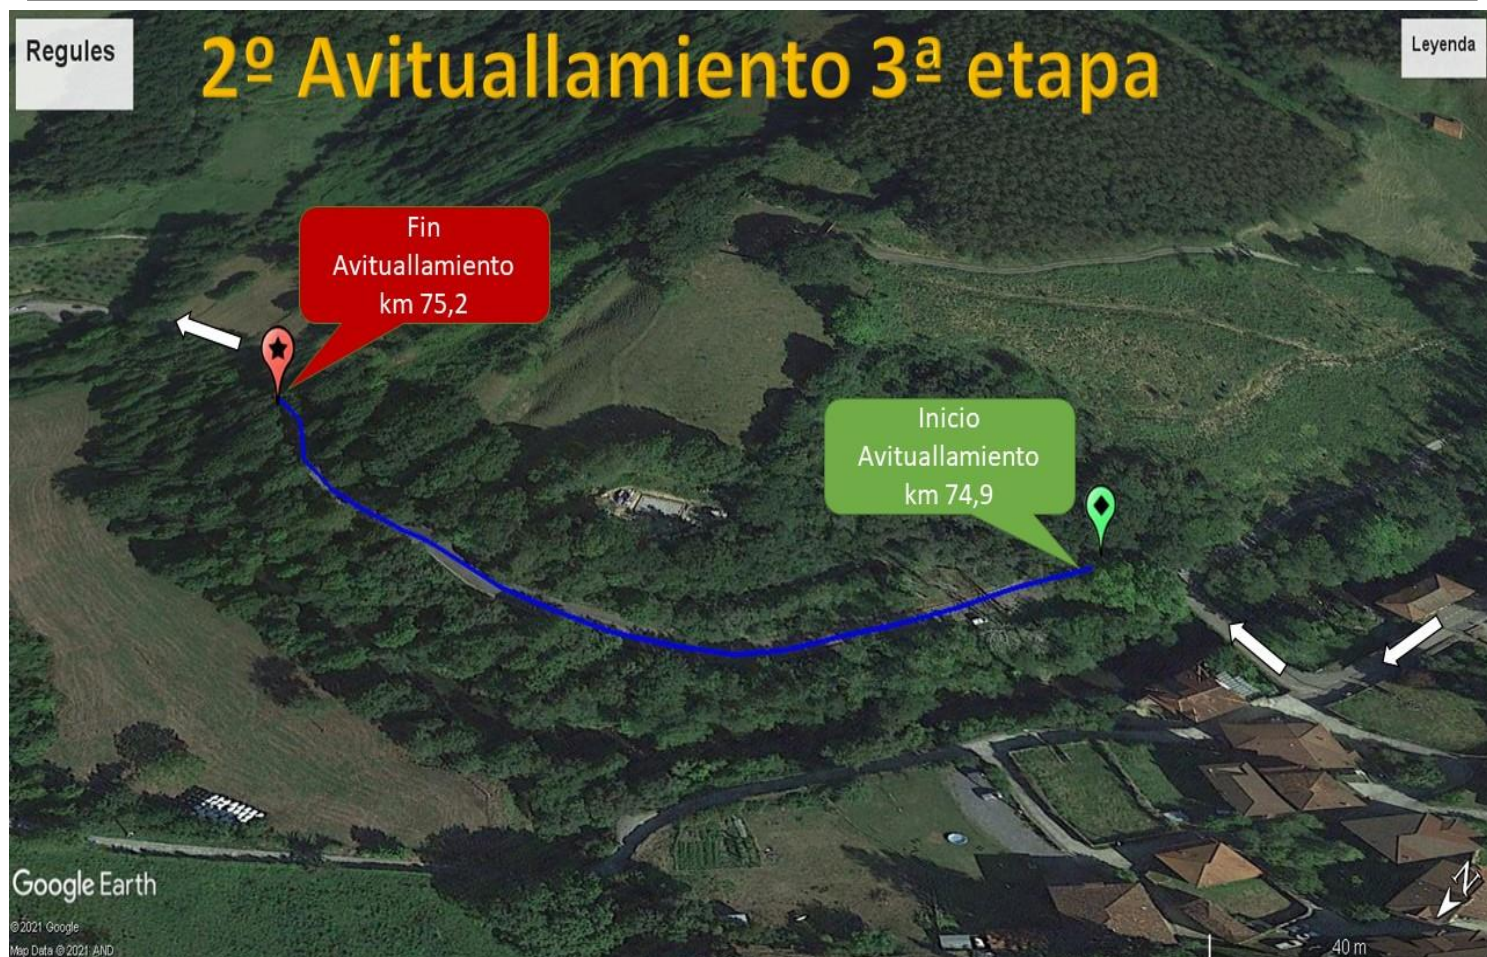 Regules
2º Avituallamiento 3ª etapa
Leyenda
Fin
Avituallamiento
km 75,2
Inicio
Avituallamiento
km 74,9
Google Earth
©2021 Google
Map Data ©2021 AND
N
40 m